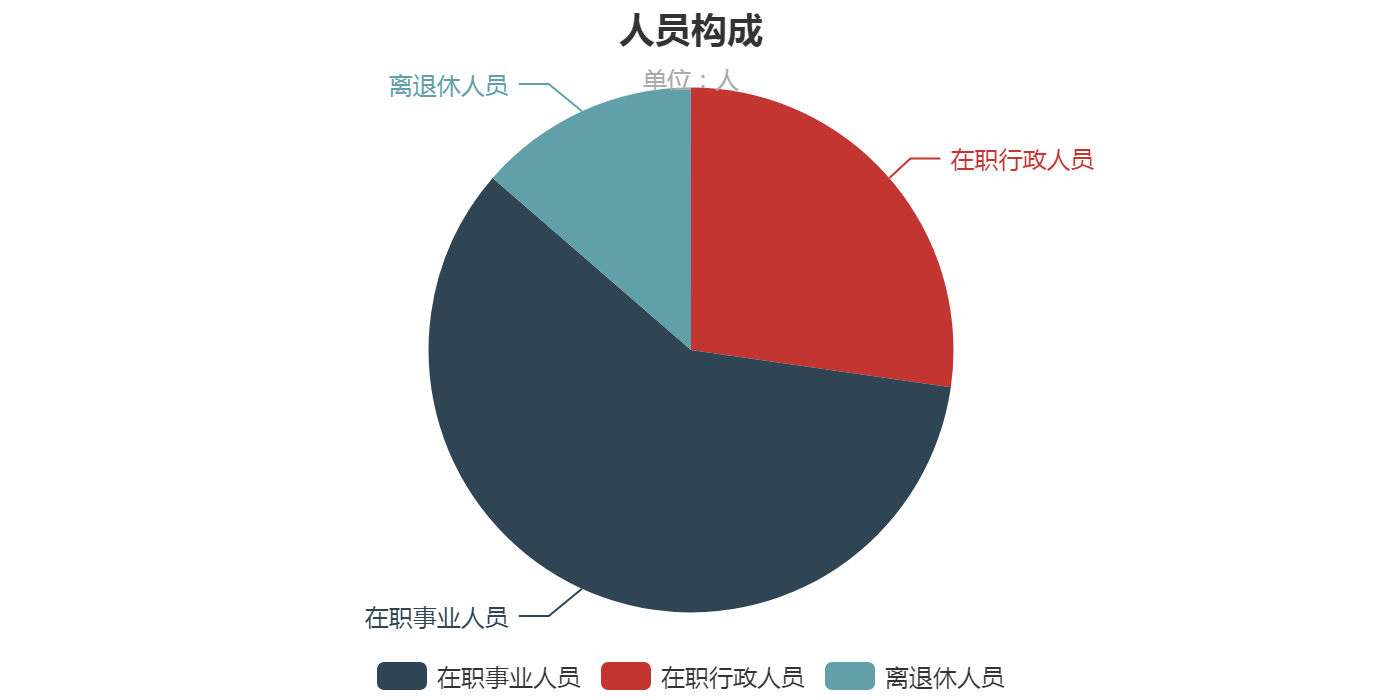 人员构成
单位：人
离退休人员
在职行政人员
在职事业人员
在职事业人员 在职行政人员 离退休人员